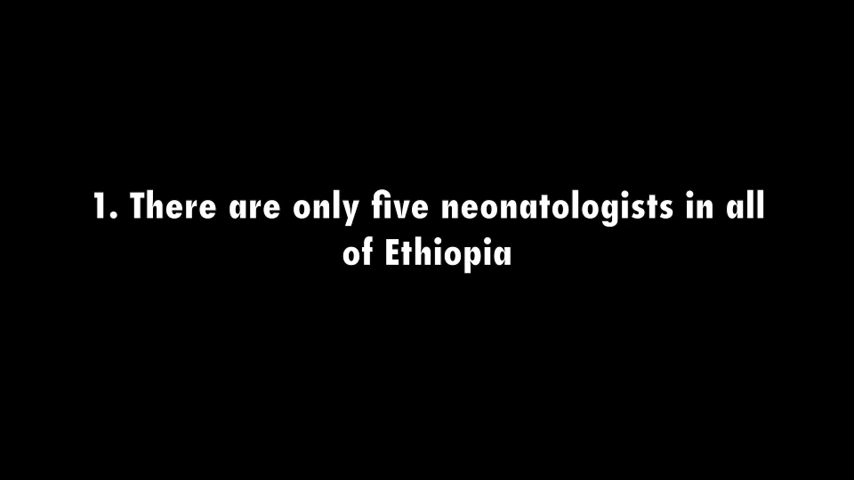 1. There are only five neonatologists in all
of Ethiopia